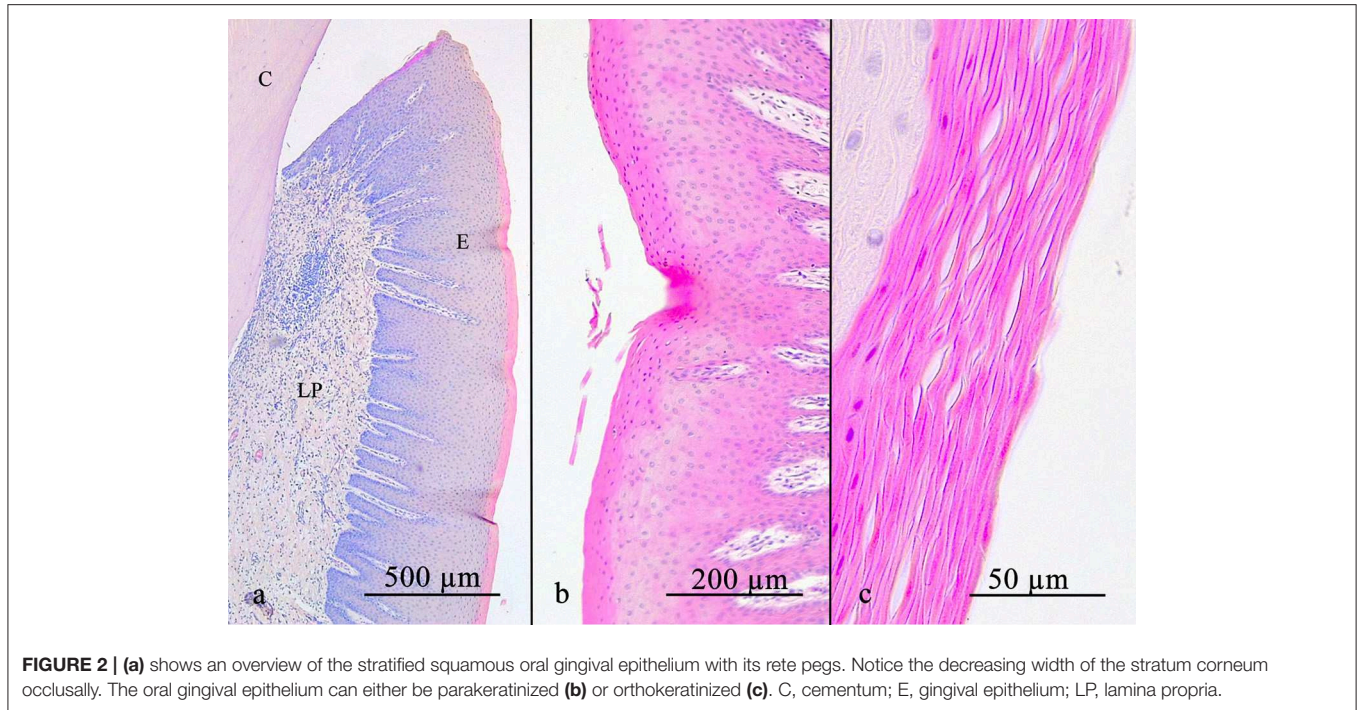 C
E
LP
500 µm
200 µm
50 µm
a
b
c
FIGURE 2 | (a) shows an overview of the stratified squamous oral gingival epithelium with its rete pegs. Notice the decreasing width of the stratum corneum
occlusally. The oral gingival epithelium can either be parakeratinized (b) or orthokeratinized (c). C, cementum; E, gingival epithelium; LP, lamina propria.